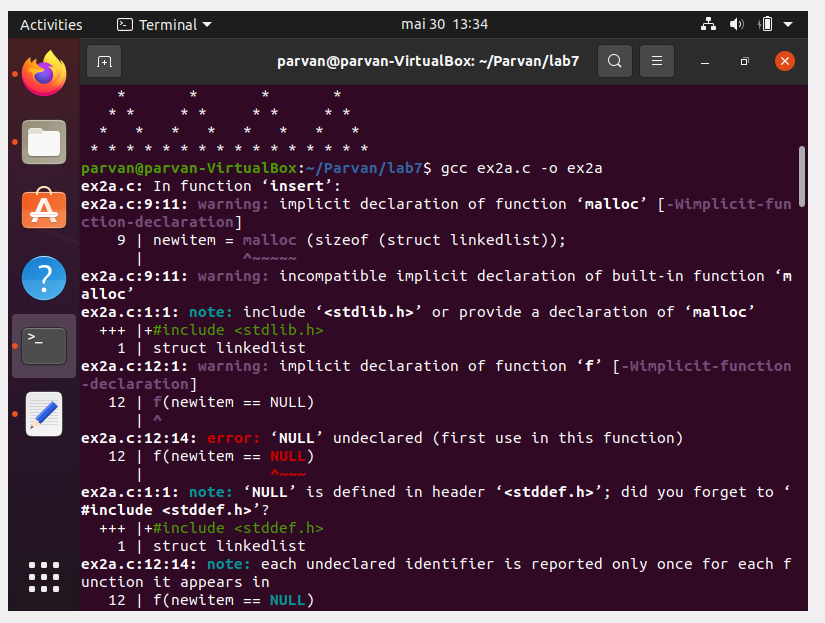 Activities
Terminal
mai 30 13:34
parvan@parvan-VirtualBox: ~/Parvan/lab7
* * * *
* * * * * * * *
* * * * * * * *
* * * * * * * * * * * * * * * *
parvan@parvan-VirtualBox:~/Parvan/lab7$ gcc ex2a.c -o ex2a
ex2a.c: In function ‘insert’:
ex2a.c:9:11: warning: implicit declaration of function ‘malloc’ [-Wimplicit-fun
ction-declaration]
9 | newitem = malloc (sizeof (struct linkedlist));
| ^~~~~~
ex2a.c:9:11: warning: incompatible implicit declaration of built-in function ‘m
alloc’
ex2a.c:1:1: note: include ‘<stdlib.h>’ or provide a declaration of ‘malloc’
+++ |+#include <stdlib.h>
1 | struct linkedlist
ex2a.c:12:1: warning: implicit declaration of function ‘f’ [-Wimplicit-function
-declaration]
12 | f(newitem == NULL)
| ^
ex2a.c:12:14: error: ‘NULL’ undeclared (first use in this function)
12 | f(newitem == NULL)
| ^~~~
ex2a.c:1:1: note: ‘NULL’ is defined in header ‘<stddef.h>’; did you forget to ‘
#include <stddef.h>’?
+++ |+#include <stddef.h>
1 | struct linkedlist
ex2a.c:12:14: note: each undeclared identifier is reported only once for each f
unction it appears in
12 | f(newitem == NULL)